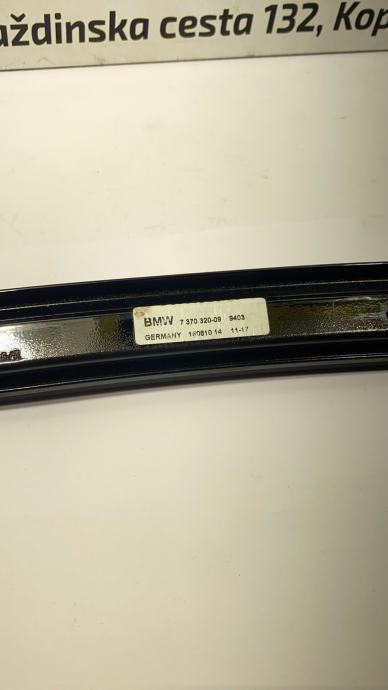 aždinska cesta 132, Kop
BMW 7 370 320-09 9403
GERMANY 160810 14 11-17